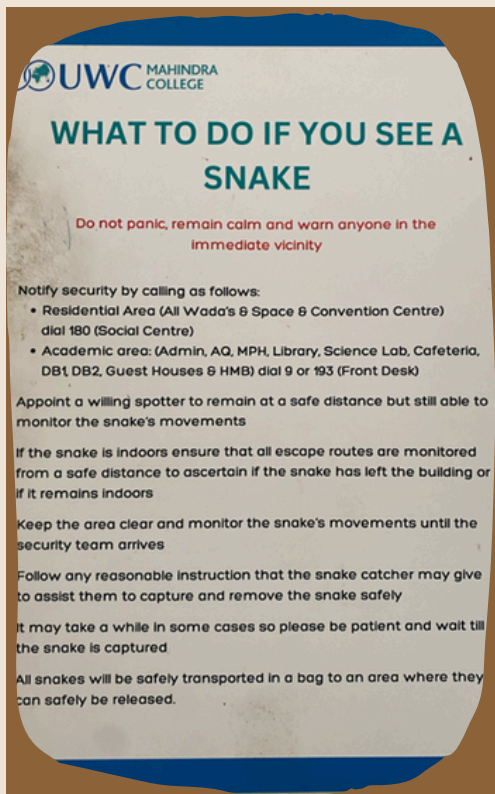 UWC MAHINDRA
COLLEGE
WHAT TO DO IF YOU SEE A
SNAKE
Do not panic, remain calm and warn anyone in the
immediate vicinity
Notify security by calling as follows:
• Residential Area (All Wada's & Space & Convention Centre)
dial 180 (Social Centre)
• Academic area: (Admin, AQ, MPH, Library, Science Lab, Cafeteria,
DB1, DB2, Guest Houses & HMB) dial 9 or 193 (Front Desk)
Appoint a willing spotter to remain at a safe distance but still able to
monitor the snake's movements
If the snake is indoors ensure that all escape routes are monitored
from a safe distance to ascertain if the snake has left the building or
if it remains indoors
Keep the area clear and monitor the snake's movements until the
security team arrives
Follow any reasonable instruction that the snake catcher may give
to assist them to capture and remove the snake safely
It may take a while in some cases so please be patient and wait till
the snake is captured
All snakes will be safely transported in a bag to an area where they
can safely be released.